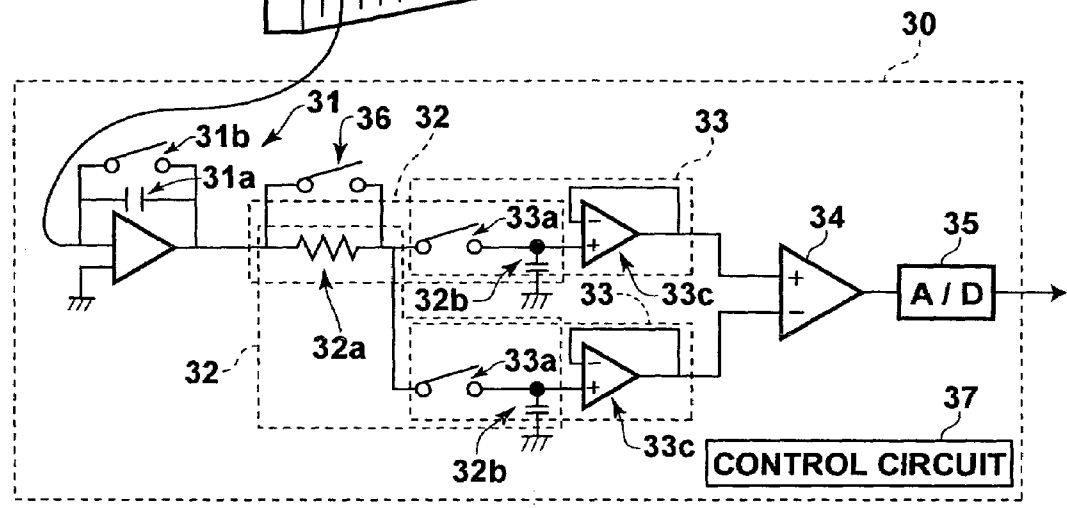 30
31
36
32
33
31b
31a
33a
34
35
+
−
+
−
A / D
32b
33
33c
32a
32
33a
+
−
37
32b
33c
CONTROL CIRCUIT